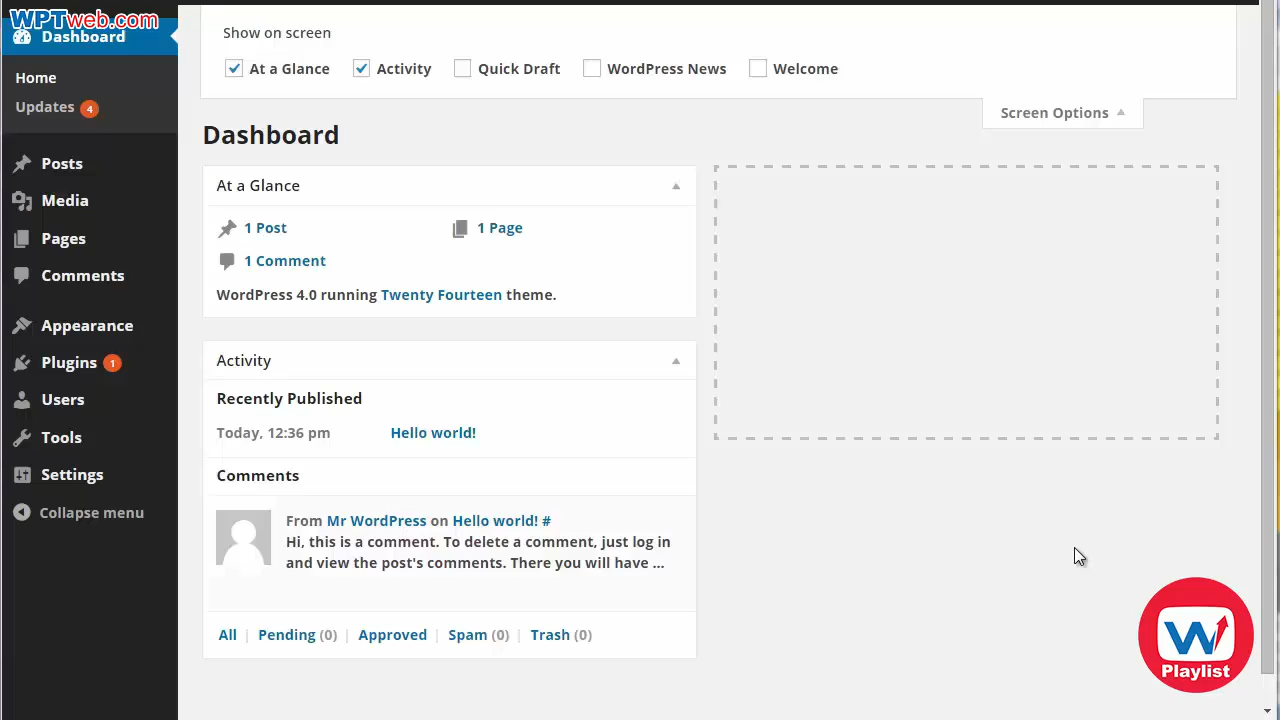 WPTweb.com
Dashboard
Home
Updates 4
Posts
Media
Pages
Comments
Appearance
Plugins 1
Users
Tools
Settings
Collapse menu
Show on screen
At a Glance Activity Quick Draft WordPress News Welcome
Screen Options
Dashboard
At a Glance
1 Post 1 Page
1 Comment
WordPress 4.0 running Twenty Fourteen theme.
Activity
Recently Published
Today, 12:36 pm Hello world!
Comments
From Mr WordPress on Hello world! #
Hi, this is a comment. To delete a comment, just log in
and view the post's comments. There you will have ...
All | Pending (0) | Approved | Spam (0) | Trash (0)
W
Playlist